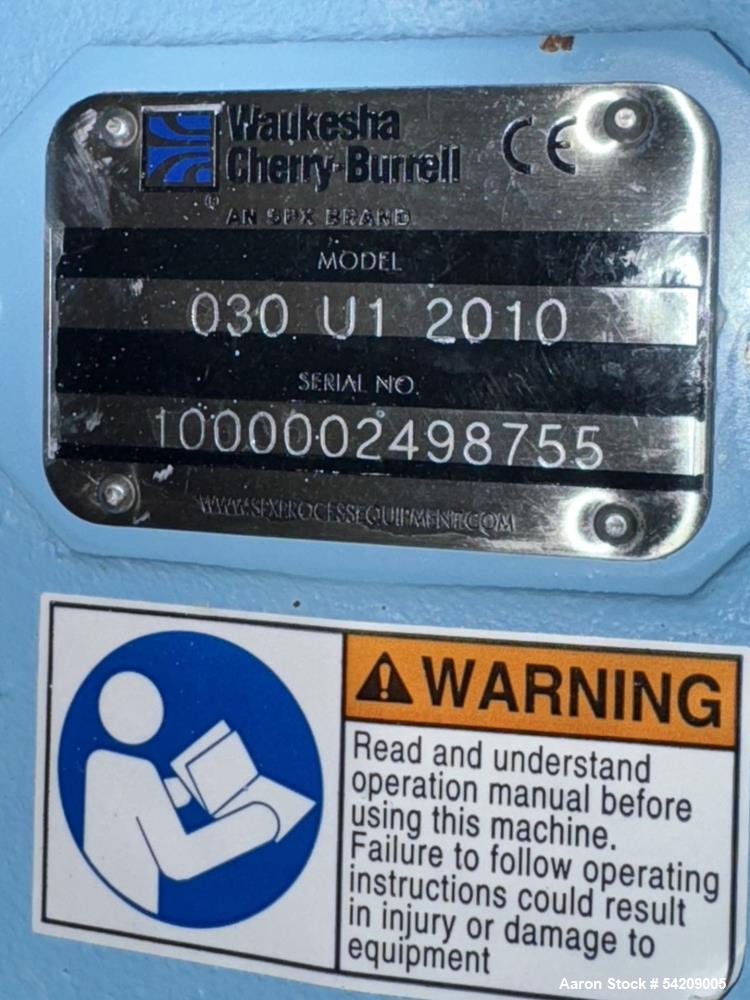 Waukesha
Cherry-Burrell
CE
®
AN SPX BRAND
MODEL
030 U1 2010
SERIAL NO.
1000002498755
WWW.SPXPROCESSEQUIPMENT.COM
WARNING
Read and understand
operation manual before
using this machine.
Failure to follow operating
instructions could result
in injury or damage to
equipment
Aaron Stock # 54209005